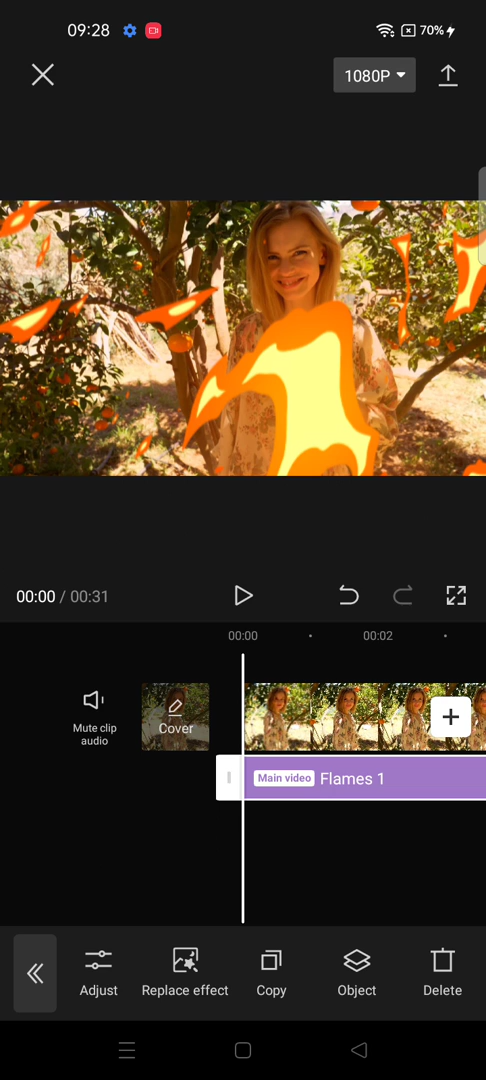 09:28
70%
1080P
00:00 / 00:31
00:00
00:02
Mute clip
audio
Cover
Main video
Flames 1
Adjust
Replace effect
Copy
Object
Delete